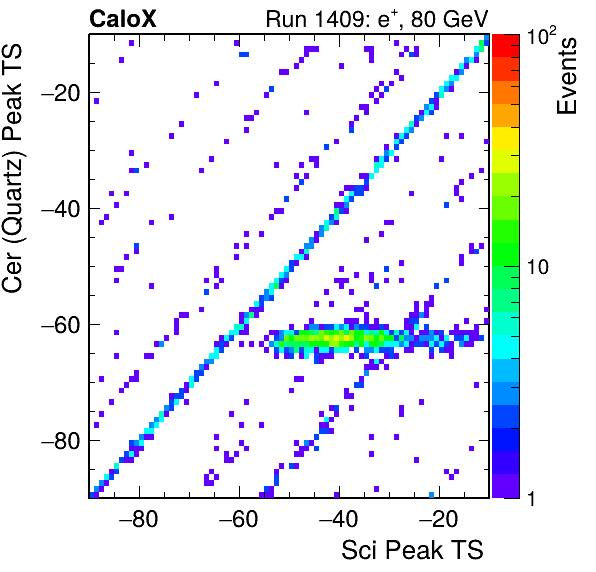 CaloX
Run 1409: e⁺, 80 GeV
Cer (Quartz) Peak TS
−20
−40
−60
−80
−80
−60
−40
−20
Sci Peak TS
10²
10
1
Events